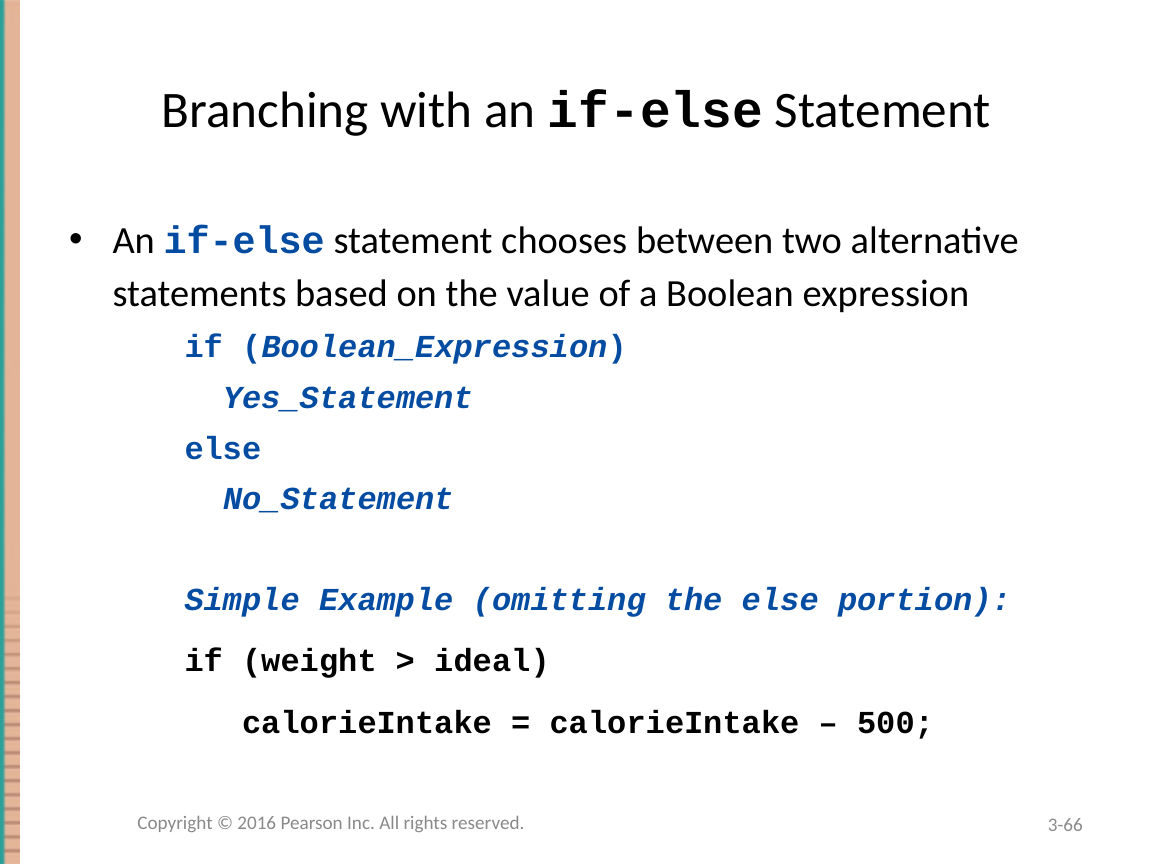 Branching with an if-else Statement
• An if-else statement chooses between two alternative
statements based on the value of a Boolean expression
if (Boolean_Expression)
Yes_Statement
else
No_Statement
Simple Example (omitting the else portion):
if (weight > ideal)
calorieIntake = calorieIntake – 500;
Copyright © 2016 Pearson Inc. All rights reserved.
3-66